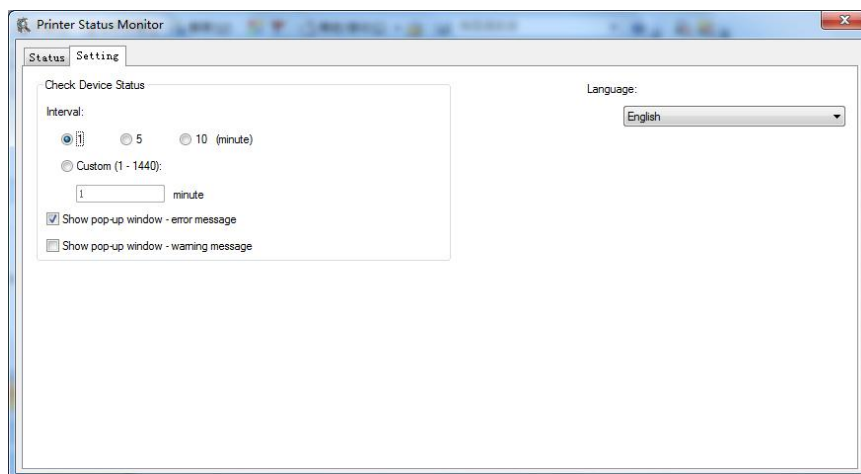 Printer Status Monitor
Status Setting
Check Device Status
Interval:
1 5 10 (minute)
Custom (1 - 1440):
1 minute
Show pop-up window - error message
Show pop-up window - warning message
Language:
English